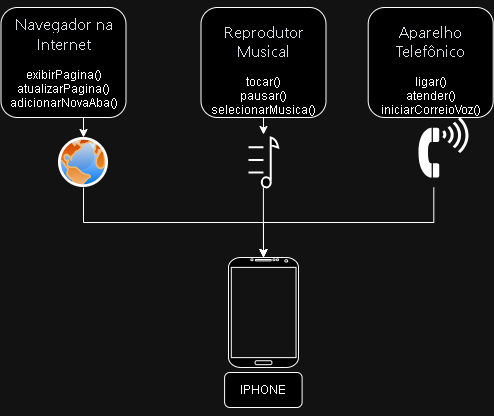 Navegador na
Internet
exibirPagina()
atualizarPagina()
adicionarNovaAba()
Reprodutor
Musical
tocar()
pausar()
selecionarMusica()
Aparelho
Telefônico
ligar()
atender()
iniciarCorreioVoz()
IPHONE